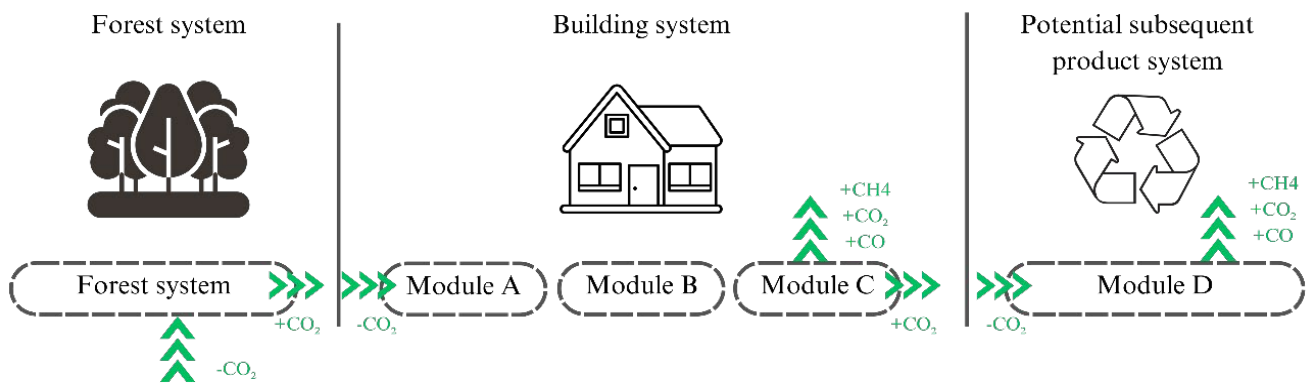 Forest system
Building system
Potential subsequent
product system
+CH4
+CO₂
+CO
+CH4
+CO₂
+CO
Forest system
Module A
Module B
Module C
Module D
+CO₂
-CO₂
+CO₂
-CO₂
-CO₂